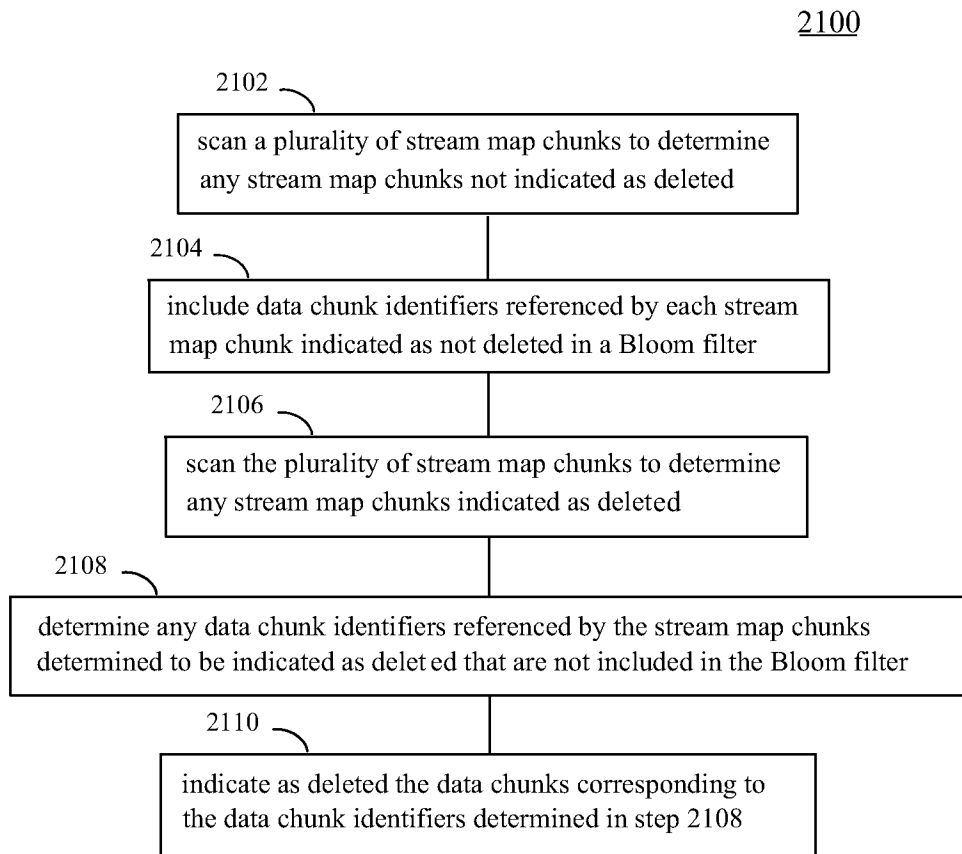 2100
2102
scan a plurality of stream map chunks to determine
any stream map chunks not indicated as deleted
2104
include data chunk identifiers referenced by each stream
map chunk indicated as not deleted in a Bloom filter
2106
scan the plurality of stream map chunks to determine
any stream map chunks indicated as deleted
2108
determine any data chunk identifiers referenced by the stream map chunks
determined to be indicated as deleted that are not included in the Bloom filter
2110
indicate as deleted the data chunks corresponding to
the data chunk identifiers determined in step 2108